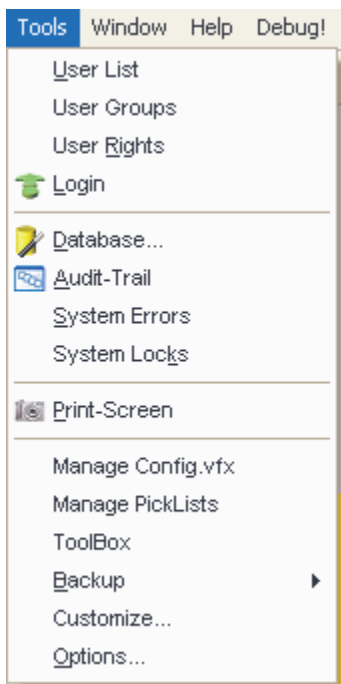 Tools Window Help Debug!
User List
User Groups
User Rights
Login
Database...
Audit-Trail
System Errors
System Locks
Print-Screen
Manage Config.vfx
Manage PickLists
ToolBox
Backup
Customize...
Options...